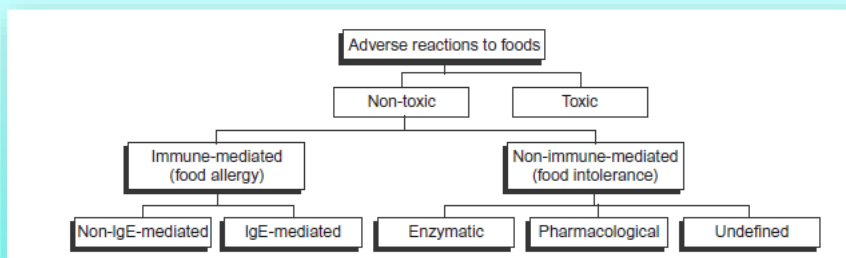 Adverse reactions to foods
Non-toxic
Toxic
Immune-mediated
(food allergy)
Non-immune-mediated
(food intolerance)
Non-IgE-mediated
IgE-mediated
Enzymatic
Pharmacological
Undefined